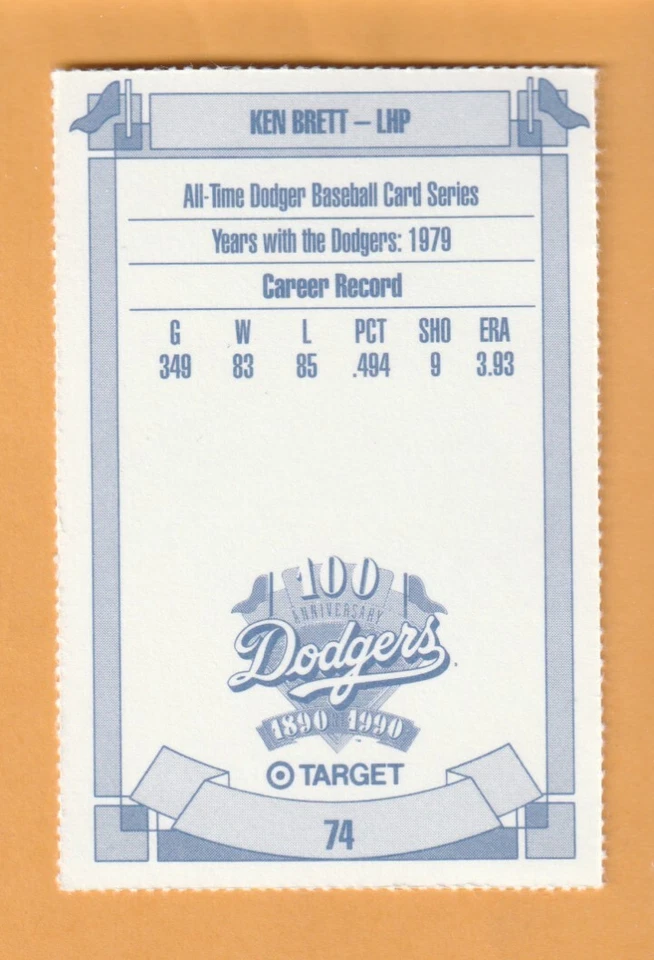 KEN BRETT – LHP
All-Time Dodger Baseball Card Series
Years with the Dodgers: 1979
Career Record
G W L PCT SHO ERA
349 83 85 .494 9 3.93
100
ANNIVERSARY
Dodgers
1890 1990
TARGET
74